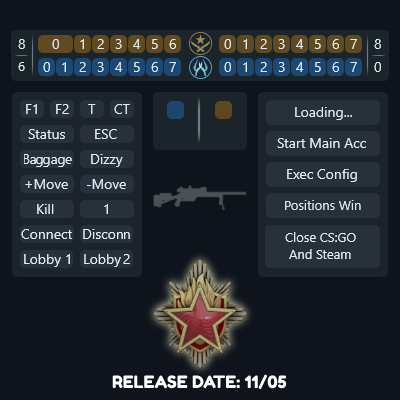 8 0 1 2 3 4 5 6 0 1 2 3 4 5 6 7 8
6 0 1 2 3 4 5 6 0 1 2 3 4 5 6 7 0
F1 F2 T CT
Status ESC
Baggage Dizzy
+Move -Move
Kill 1
Connect Disconn
Lobby 1 Lobby 2
Loading...
Start Main Acc
Exec Config
Positions Win
Close CS:GO
And Steam
RELEASE DATE: 11/05